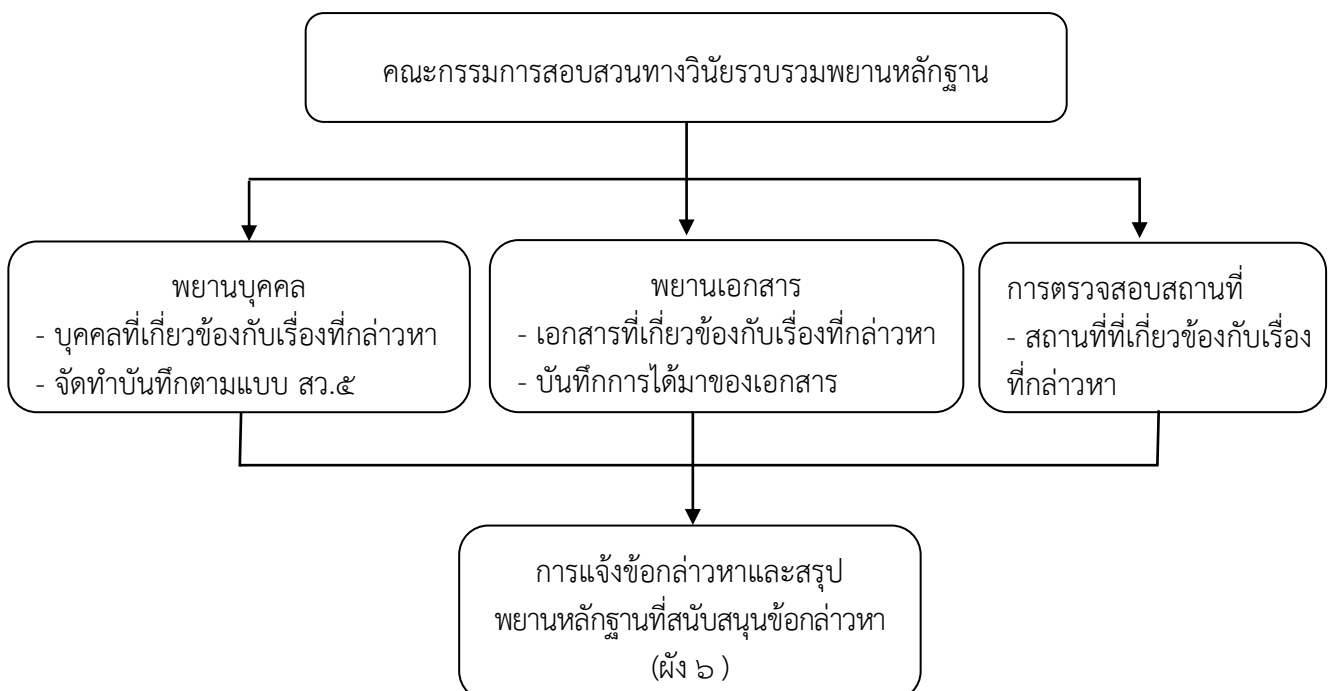 คณะกรรมการสอบสวนทางวินัยรวบรวมพยานหลักฐาน
พยานบุคคล
- บุคคลที่เกี่ยวข้องกับเรื่องที่กล่าวหา
- จัดทำบันทึกตามแบบ สว.๕
พยานเอกสาร
- เอกสารที่เกี่ยวข้องกับเรื่องที่กล่าวหา
- บันทึกการได้มาของเอกสาร
การตรวจสอบสถานที่
- สถานที่ที่เกี่ยวข้องกับเรื่อง
ที่กล่าวหา
การแจ้งข้อกล่าวหาและสรุป
พยานหลักฐานที่สนับสนุนข้อกล่าวหา
(ผัง ๖ )